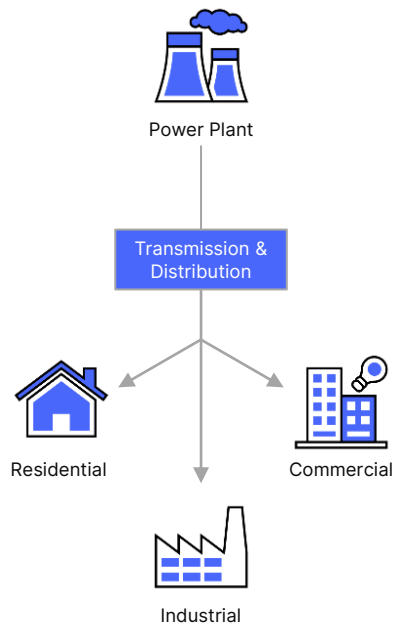 Power Plant
Transmission &
Distribution
Residential
Commercial
Industrial